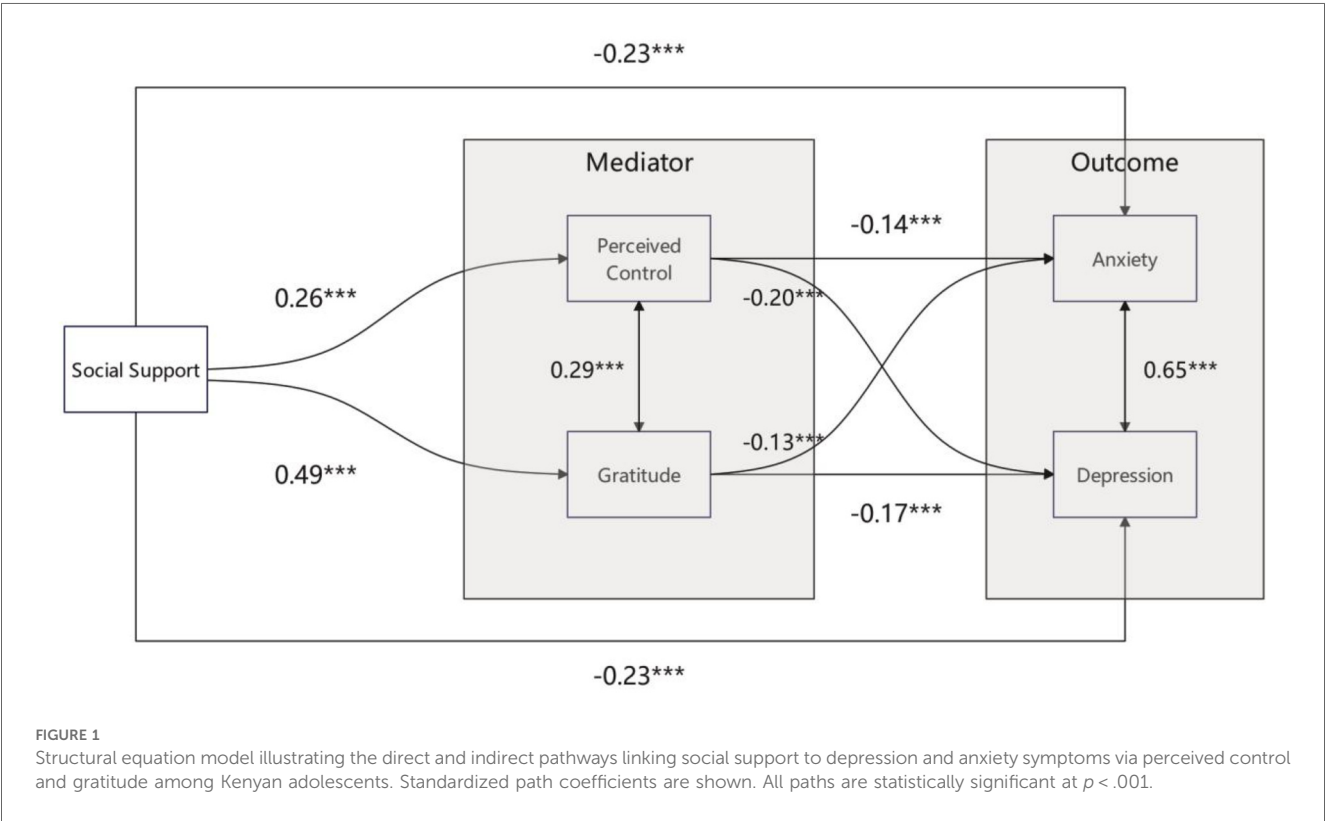 -0.23***
Mediator
Outcome
Perceived
Control
-0.14***
Anxiety
0.26***
-0.20***
Social Support
0.29***
0.65***
-0.13***
0.49***
Gratitude
Depression
-0.17***
-0.23***
FIGURE 1
Structural equation model illustrating the direct and indirect pathways linking social support to depression and anxiety symptoms via perceived control
and gratitude among Kenyan adolescents. Standardized path coefficients are shown. All paths are statistically significant at p < .001.